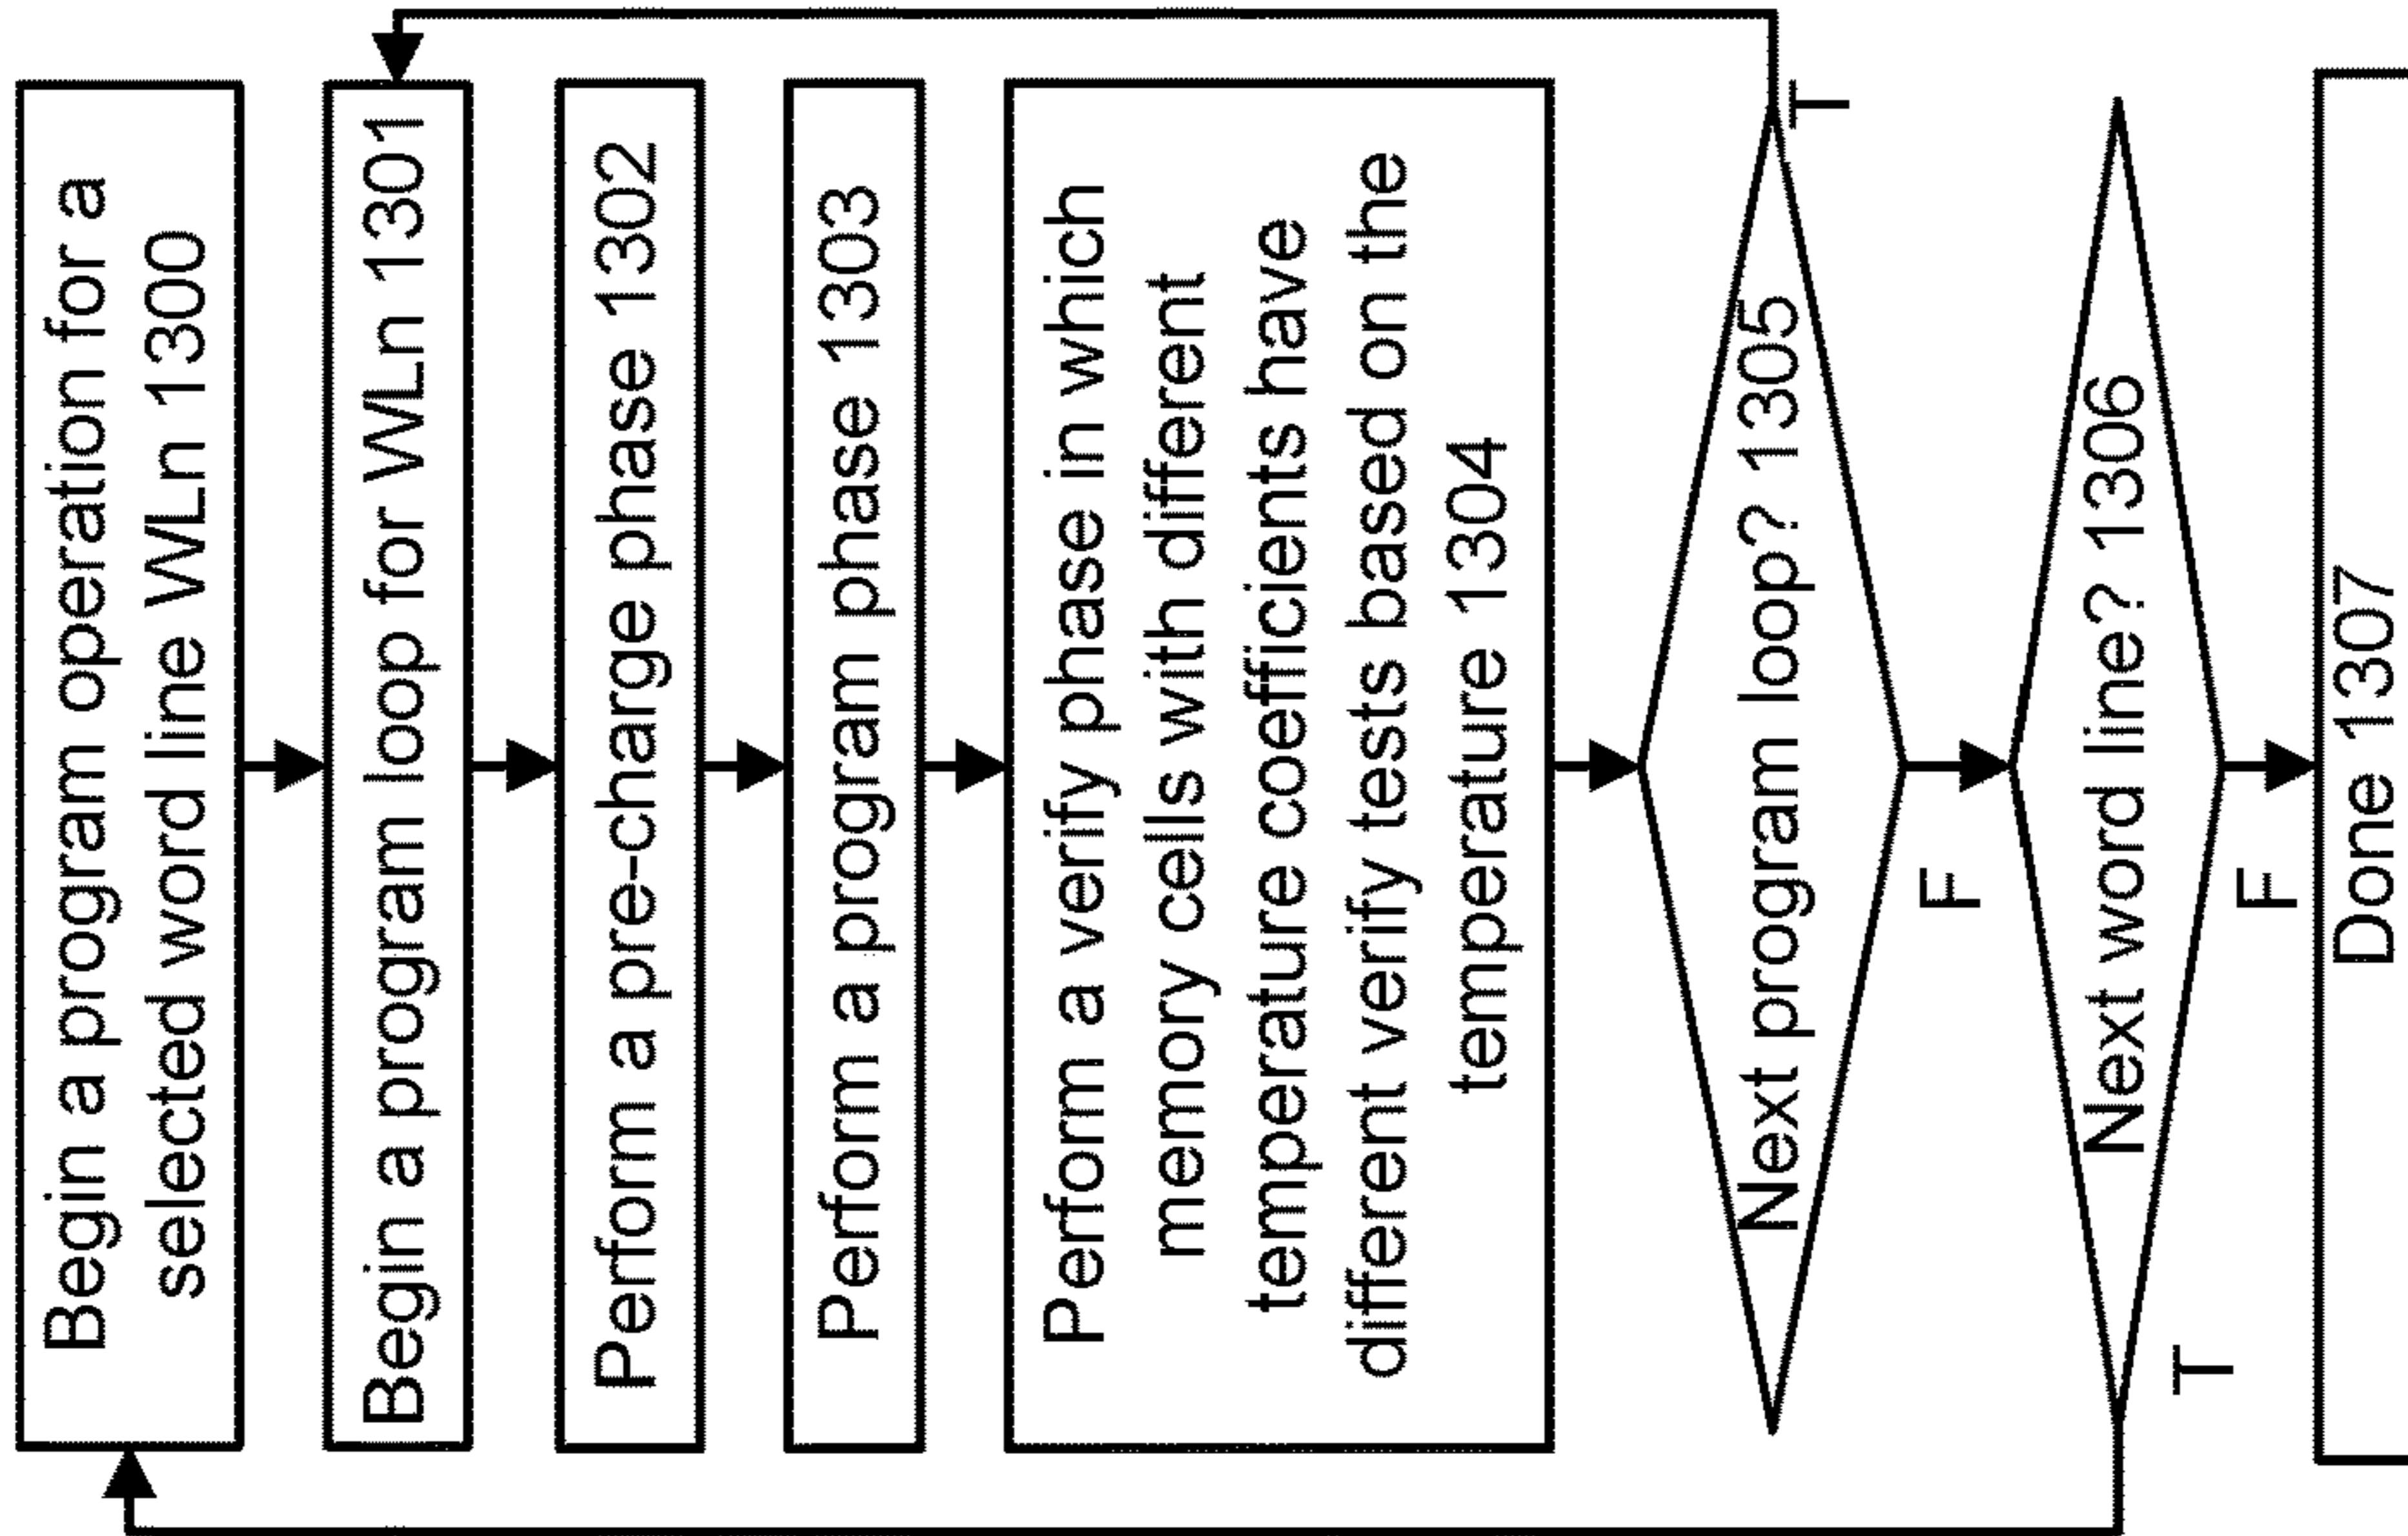 Begin a program operation for a
selected word line WLn 1300
Begin a program loop for WLn 1301
Perform a pre-charge phase 1302
Perform a program phase 1303
Perform a verify phase in which
memory cells with different
temperature coefficients have
different verify tests based on the
temperature 1304
Next program loop? 1305
T
F
Next word line? 1306
T
F
Done 1307